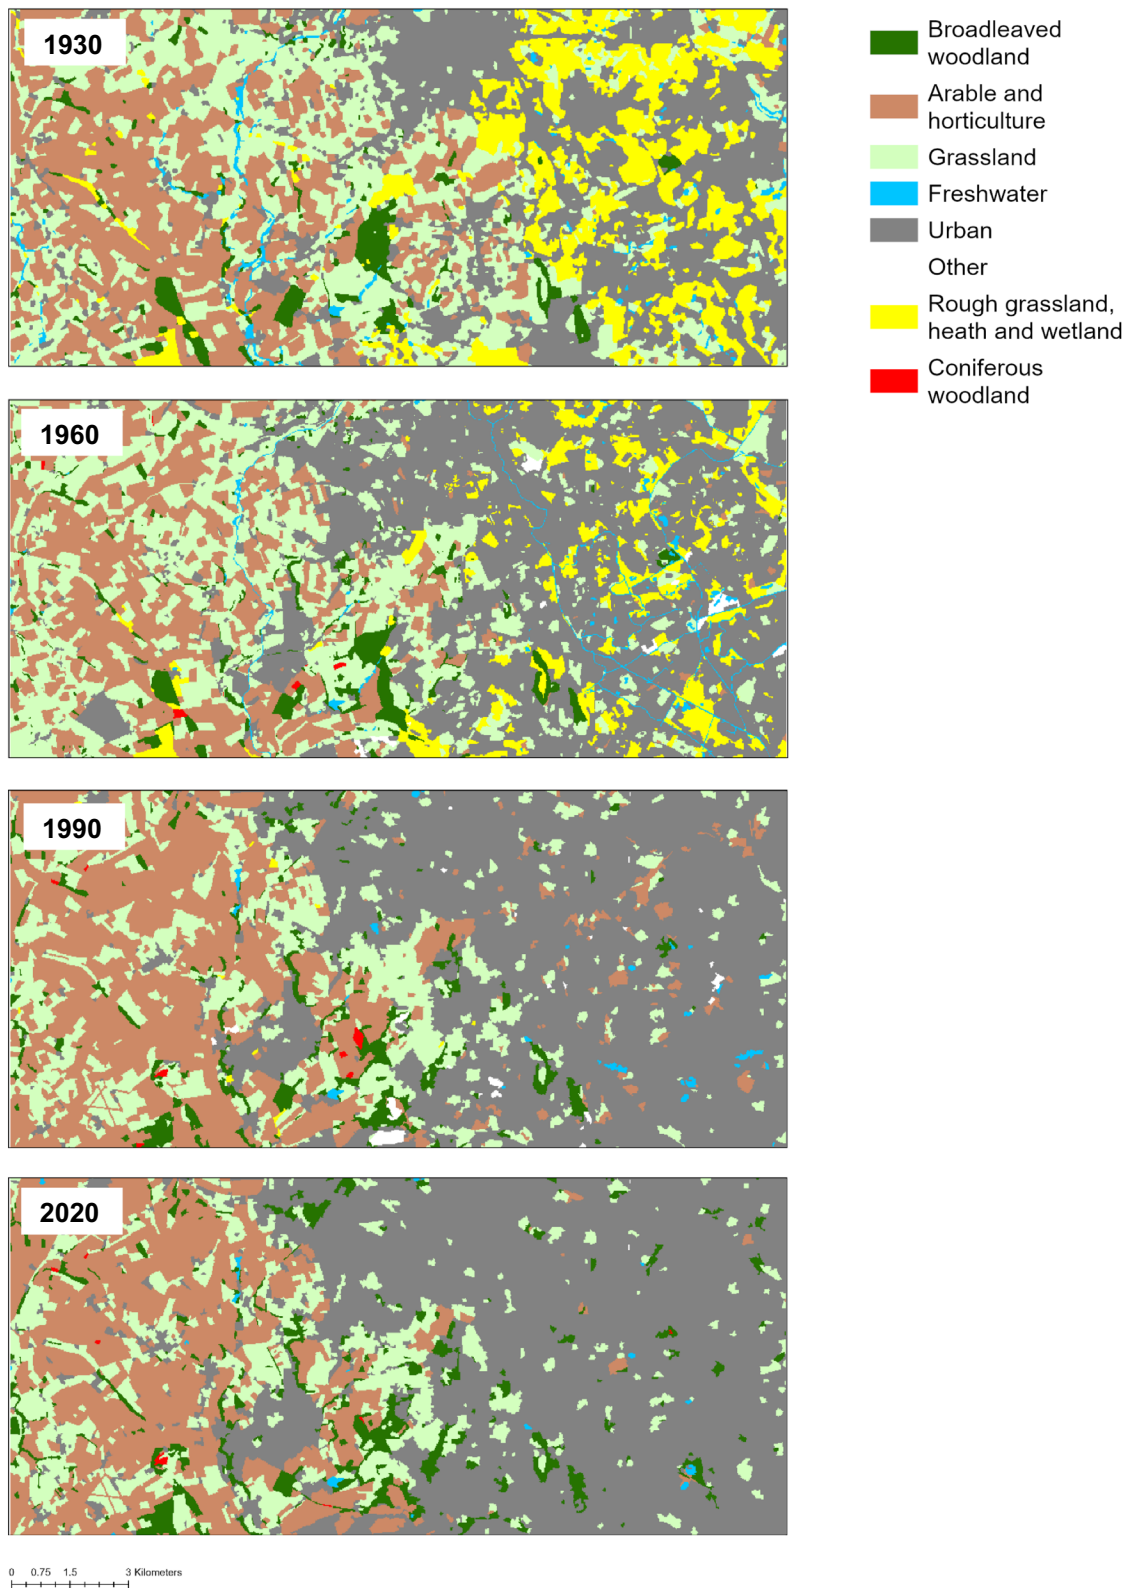 1930
Broadleaved
woodland
Arable and
horticulture
Grassland
Freshwater
Urban
Other
Rough grassland,
heath and wetland
Coniferous
woodland
1960
1990
2020
0 0.75 1.5 3 Kilometers